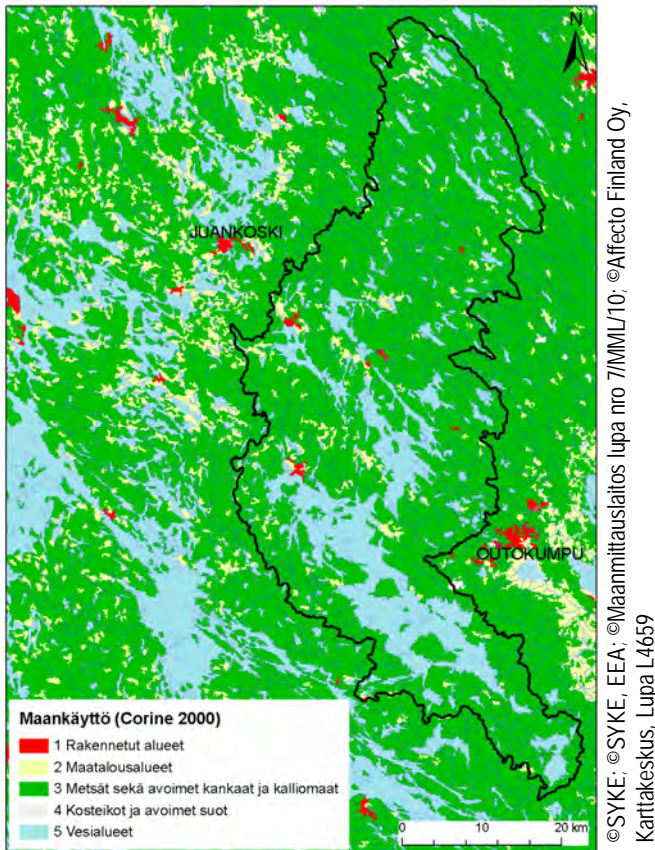 N
JUANKOSKI
OUTOKUMPU
Maankäyttö (Corine 2000)
1 Rakennetut alueet
2 Maatalousalueet
3 Metsät sekä avoimet kankaat ja kalliomaat
4 Kosteikot ja avoimet suot
5 Vesialueet
0 10 20 km
©SYKE; ©SYKE, EEA; ©Maanmittauslaitos lupa nro 7/MML/10; ©Affecto Finland Oy,
Karttakeskus, Lupa L4659